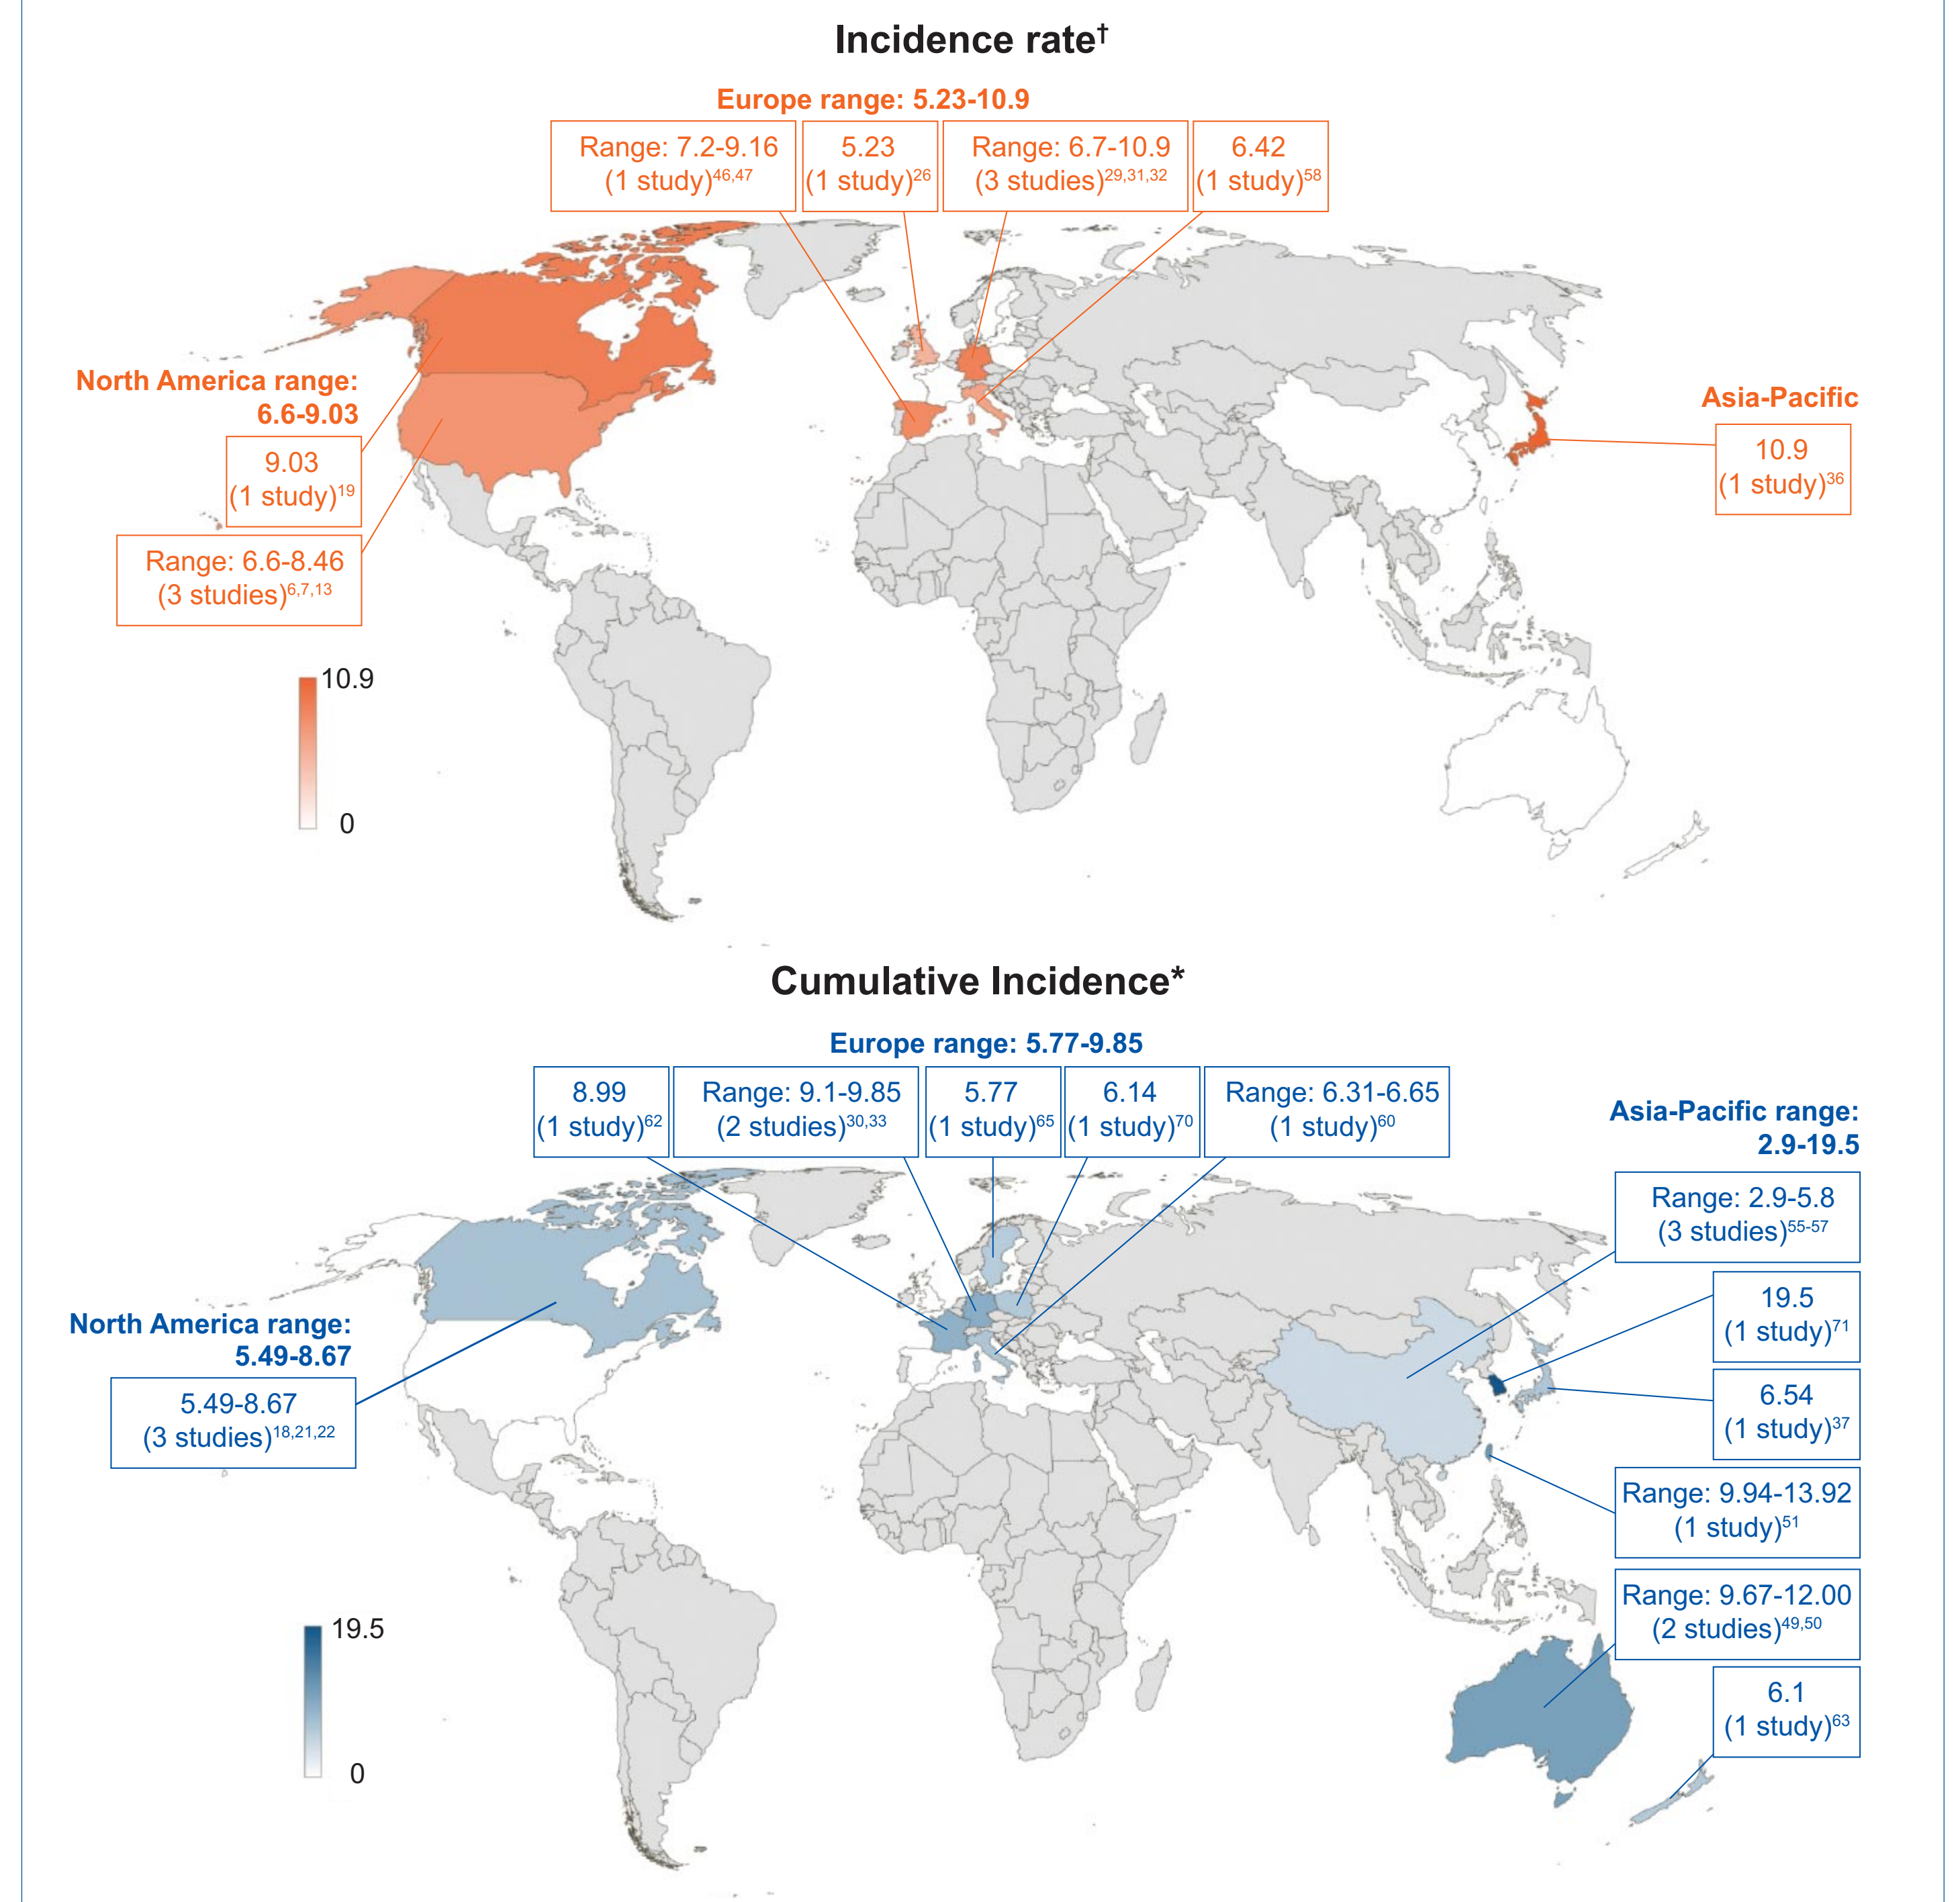 Incidence rate†
Europe range: 5.23-10.9
Range: 7.2-9.16
(1 study)46,47
5.23
(1 study)26
Range: 6.7-10.9
(3 studies)29,31,32
6.42
(1 study)58
North America range:
6.6-9.03
9.03
(1 study)19
Range: 6.6-8.46
(3 studies)6,7,13
Asia-Pacific
10.9
(1 study)36
10.9
0
Cumulative Incidence*
Europe range: 5.77-9.85
8.99
(1 study)62
Range: 9.1-9.85
(2 studies)30,33
5.77
(1 study)65
6.14
(1 study)70
Range: 6.31-6.65
(1 study)60
North America range:
5.49-8.67
5.49-8.67
(3 studies)18,21,22
Asia-Pacific range:
2.9-19.5
Range: 2.9-5.8
(3 studies)55-57
19.5
(1 study)71
6.54
(1 study)37
Range: 9.94-13.92
(1 study)51
Range: 9.67-12.00
(2 studies)49,50
6.1
(1 study)63
19.5
0